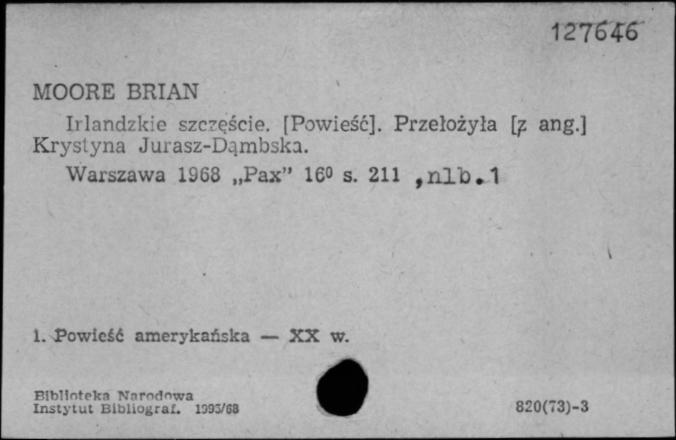 127646
MOORE BRIAN
Irlandzkie szczęście. [Powieść]. Przełożyła [z ang.]
Krystyna Jurasz-Dąmbska.
Warszawa 1968 „Pax” 16⁰ s. 211 , nlb. 1
1. Powieść amerykańska — XX w.
Biblioteka Narodowa
Instytut Bibliograf. 1995/68
820(73)-3